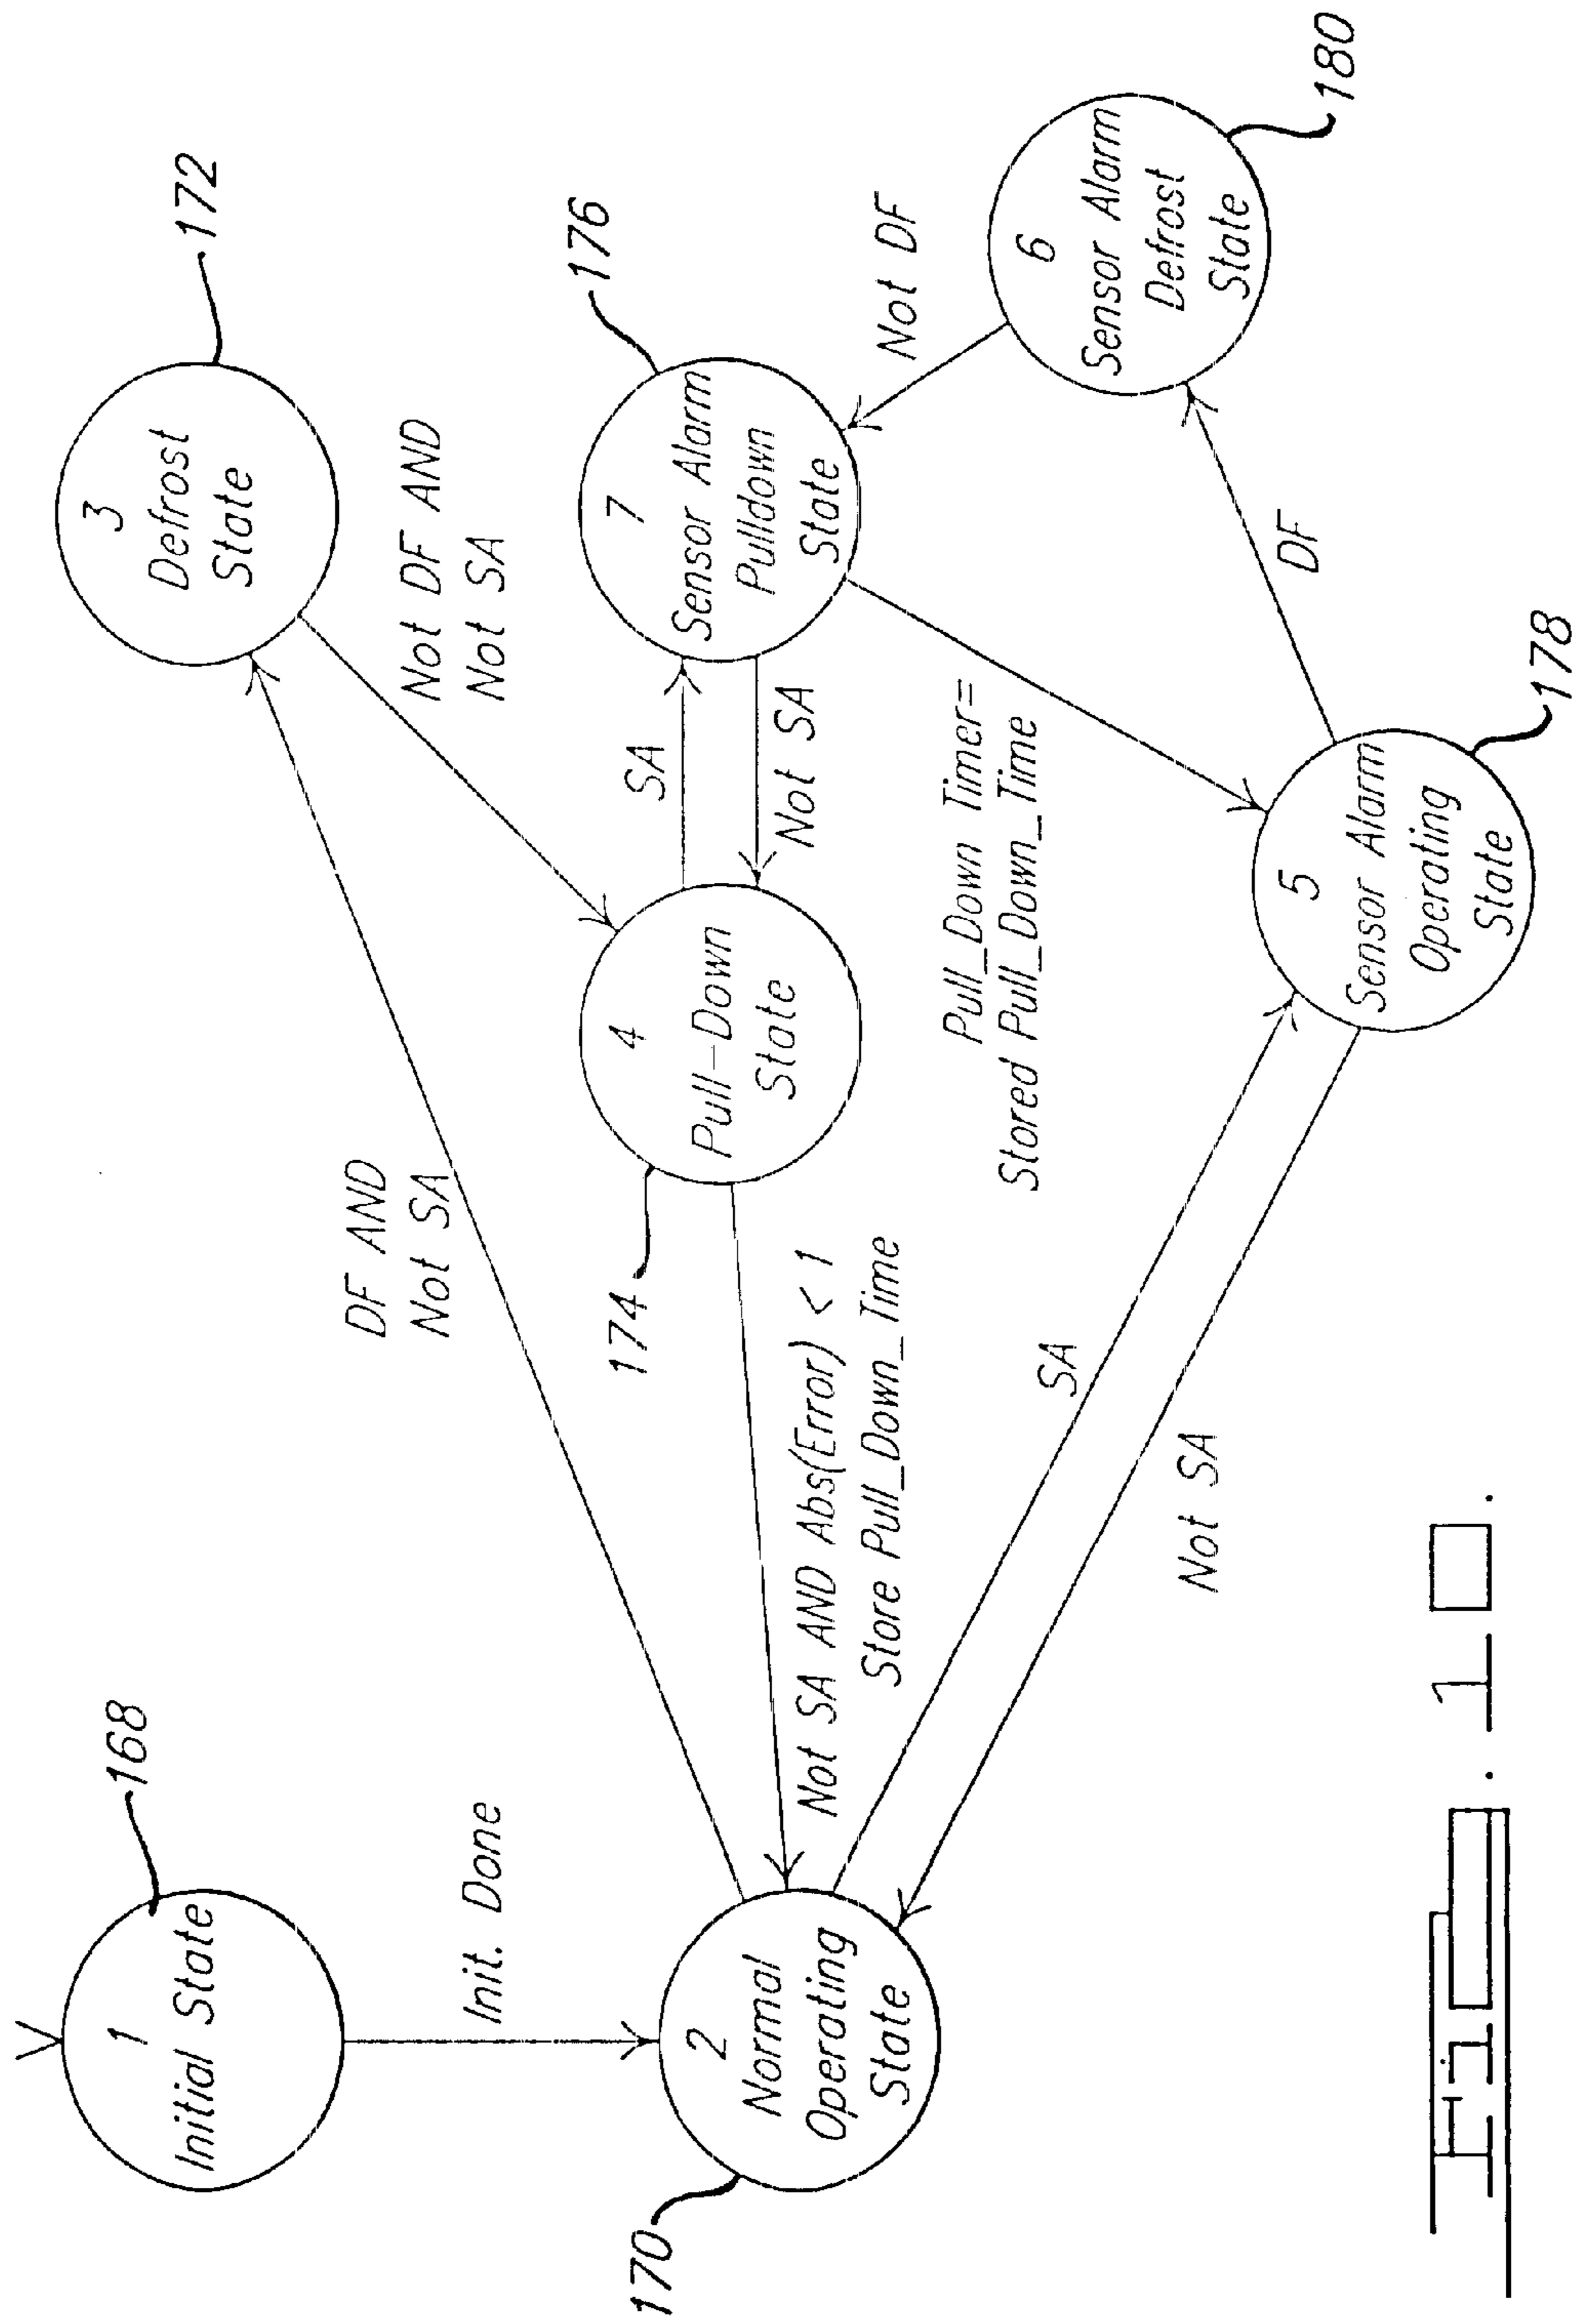 168
1
Initial State
Init. Done
170
2
Normal
Operating
State
DF AND
Not SA
3
Defrost
State
172
Not DF AND
Not SA
174
4
Pull-Down
State
SA
Not SA
7
Sensor Alarm
Pulldown
State
176
Not SA AND Abs(Error) < 1
Store Pull_Down_Time
Pull_Down Timer=
Stored Pull_Down_Time
Not DF
6
Sensor Alarm
Defrost
State
180
DF
SA
Not SA
5
Sensor Alarm
Operating
State
178
Fig. 10.